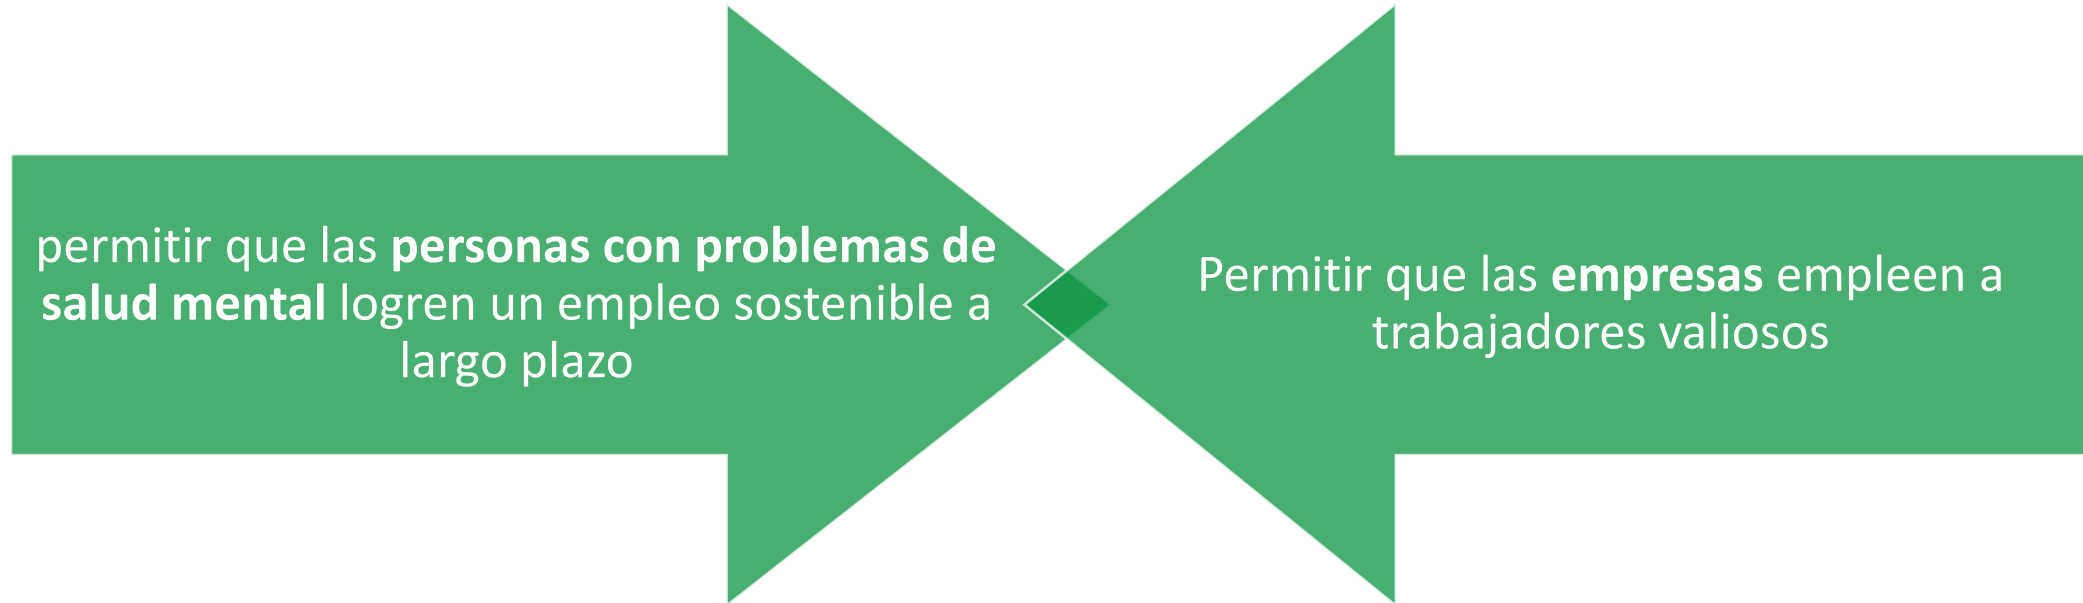 permitir que las personas con problemas de
salud mental logren un empleo sostenible a
largo plazo
Permitir que las empresas empleen a
trabajadores valiosos